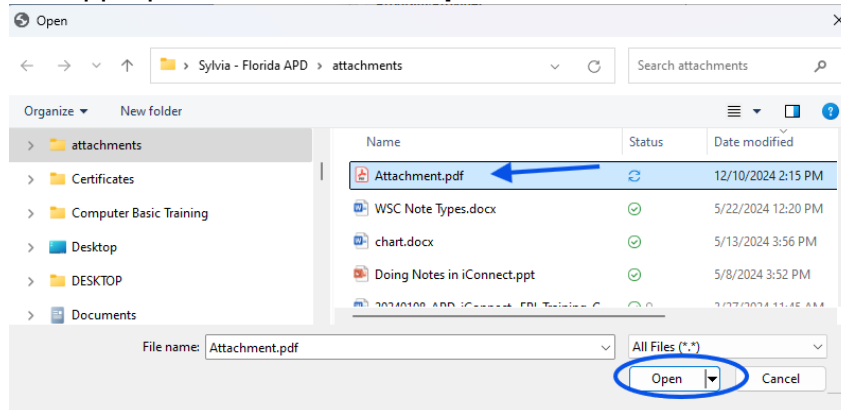 Open
Sylvia - Florida APD > attachments
Search attachments
Organize
New folder
Name
Status
Date modified
attachments
Attachment.pdf
12/10/2024 2:15 PM
Certificates
WSC Note Types.docx
5/22/2024 12:20 PM
Computer Basic Training
chart.docx
5/13/2024 3:56 PM
Desktop
Doing Notes in iConnect.ppt
5/8/2024 3:52 PM
DESKTOP
Documents
File name: Attachment.pdf
All Files (*.*)
Open
Cancel